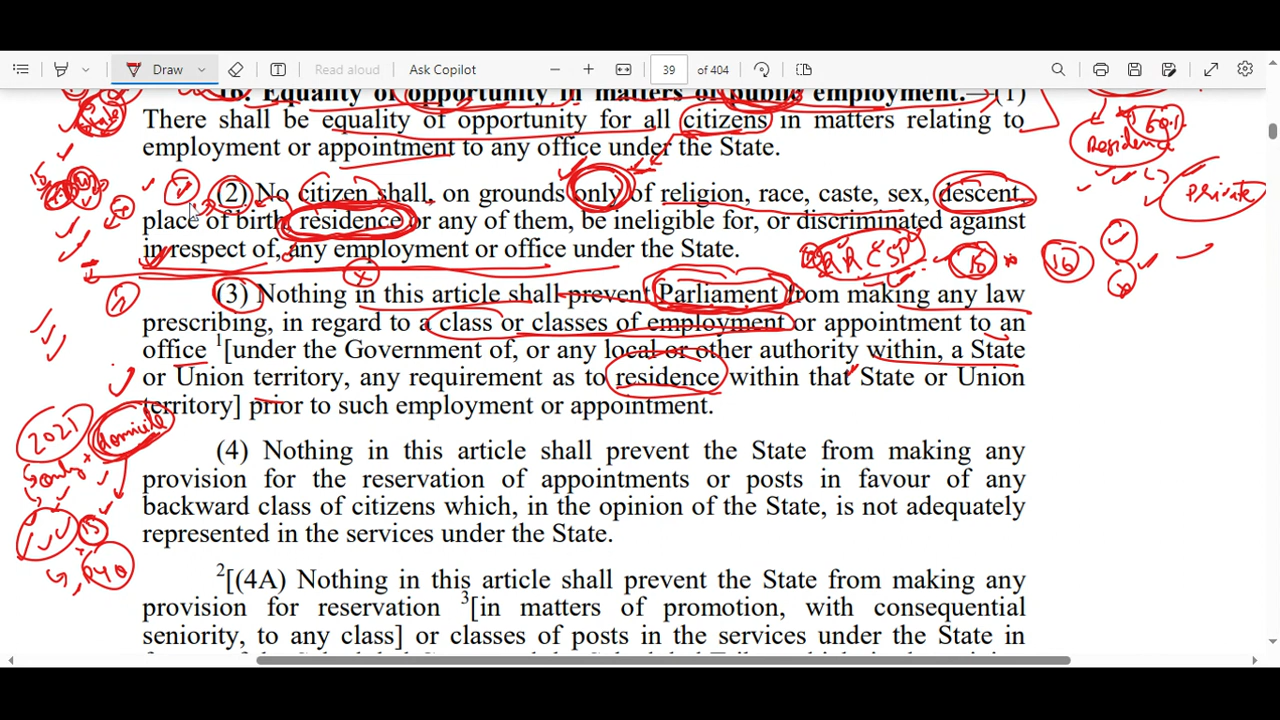 Draw
Read aloud
Ask Copilot
39
of 404
16. Equality of opportunity in matters of public employment.—(1)
There shall be equality of opportunity for all citizens in matters relating to
employment or appointment to any office under the State.
(2) No citizen shall, on grounds only of religion, race, caste, sex, descent,
place of birth, residence or any of them, be ineligible for, or discriminated against
in respect of, any employment or office under the State.
(3) Nothing in this article shall prevent Parliament from making any law
prescribing, in regard to a class or classes of employment or appointment to an
office 1[under the Government of, or any local or other authority within, a State
or Union territory, any requirement as to residence within that State or Union
territory] prior to such employment or appointment.
(4) Nothing in this article shall prevent the State from making any
provision for the reservation of appointments or posts in favour of any
backward class of citizens which, in the opinion of the State, is not adequately
represented in the services under the State.
2[(4A) Nothing in this article shall prevent the State from making any
provision for reservation 3[in matters of promotion, with consequential
seniority, to any class] or classes of posts in the services under the State in
Residence
Private
16
2021
domicile
15